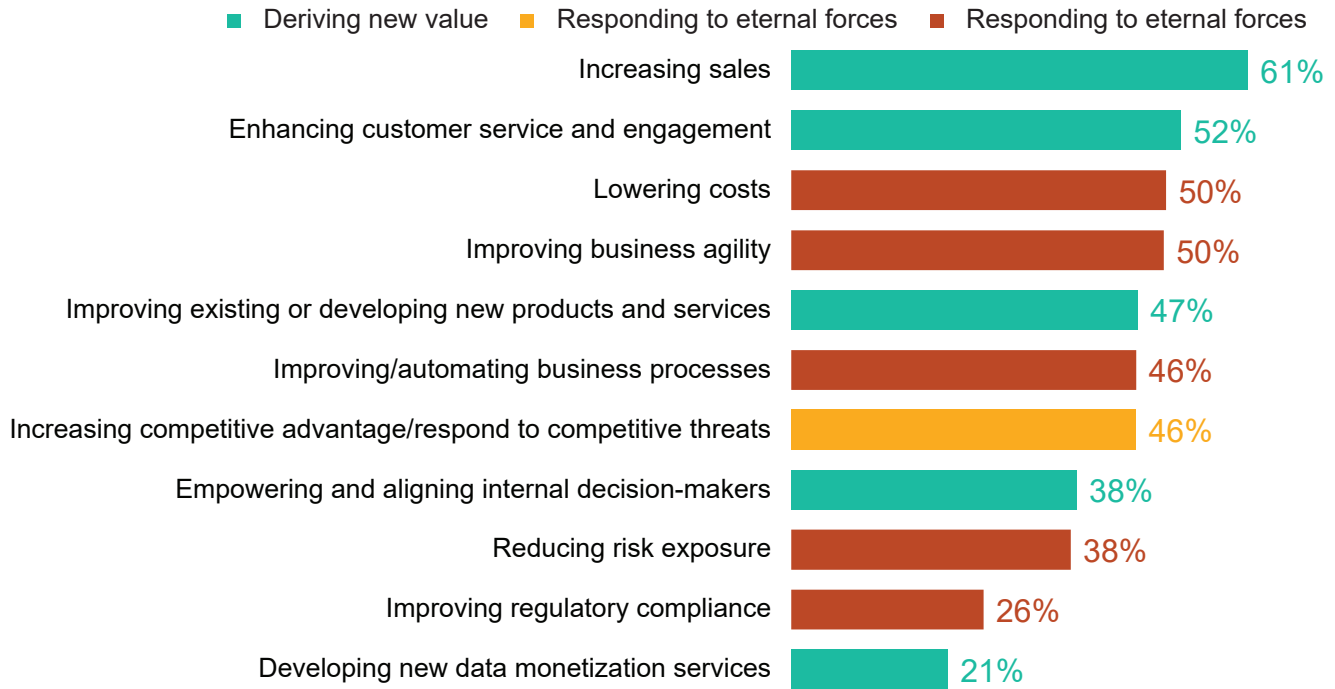 Deriving new value Responding to eternal forces Responding to eternal forces
Increasing sales 61%
Enhancing customer service and engagement 52%
Lowering costs 50%
Improving business agility 50%
Improving existing or developing new products and services 47%
Improving/automating business processes 46%
Increasing competitive advantage/respond to competitive threats 46%
Empowering and aligning internal decision-makers 38%
Reducing risk exposure 38%
Improving regulatory compliance 26%
Developing new data monetization services 21%